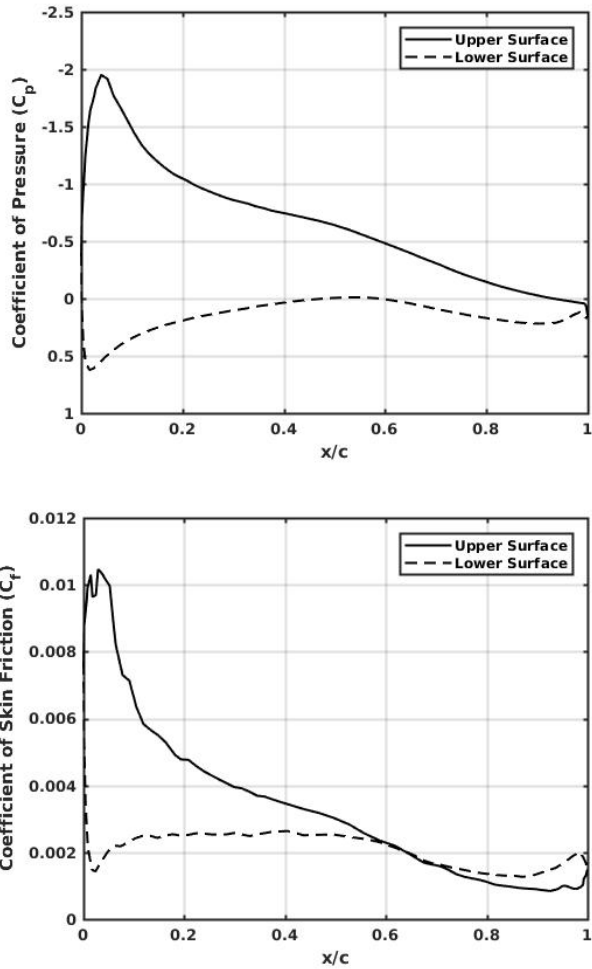 -2.5
-2
-1.5
-1
-0.5
0
0.5
1
Coefficient of Pressure (Cp)
Upper Surface
Lower Surface
0 0.2 0.4 0.6 0.8 1
x/c
0.012
0.01
0.008
0.006
0.004
0.002
0
Coefficient of Skin Friction (Cf)
Upper Surface
Lower Surface
0 0.2 0.4 0.6 0.8 1
x/c